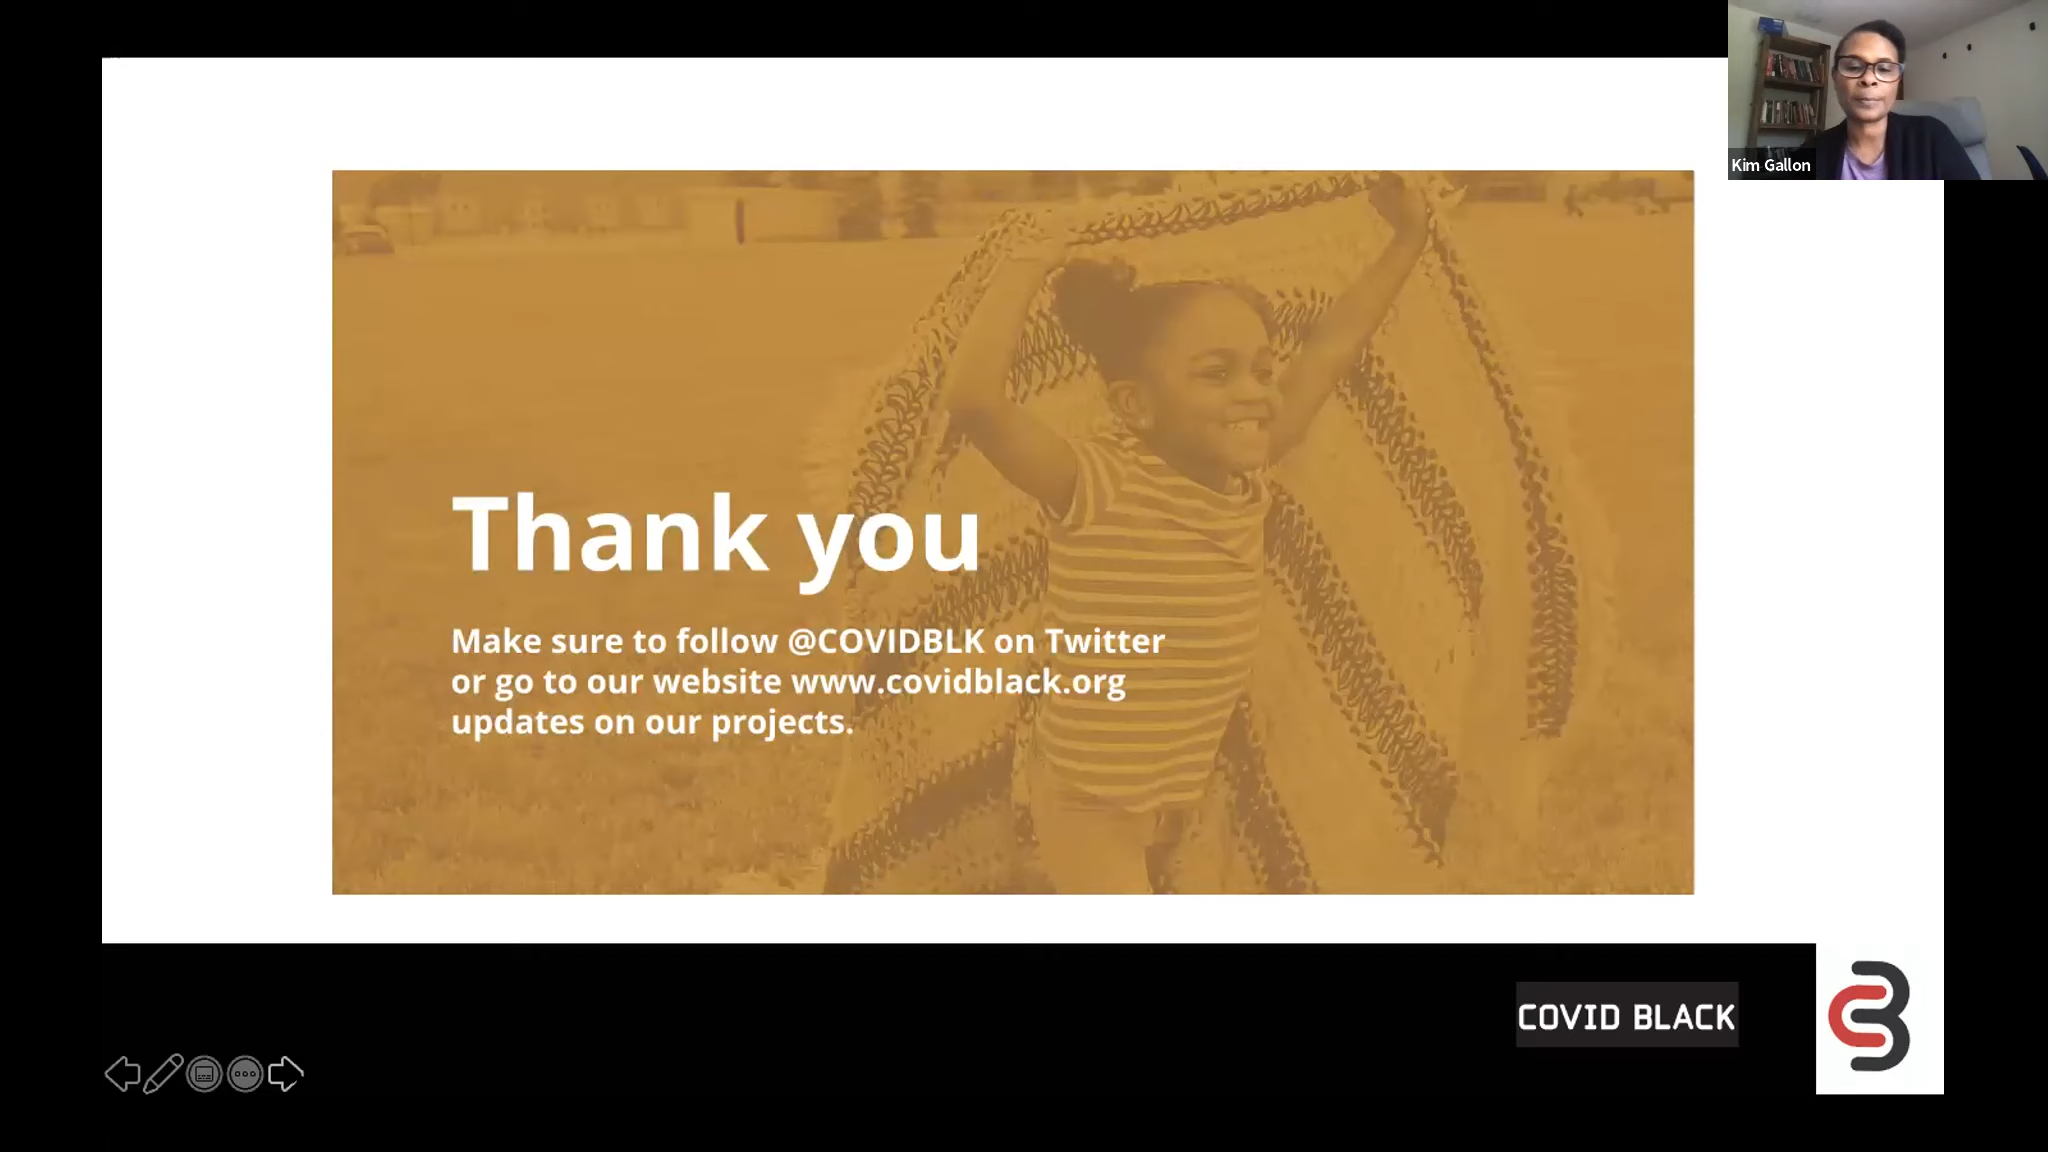 Kim Gallon
Thank you
Make sure to follow @COVIDBLK on Twitter
or go to our website www.covidblack.org
updates on our projects.
COVID BLACK